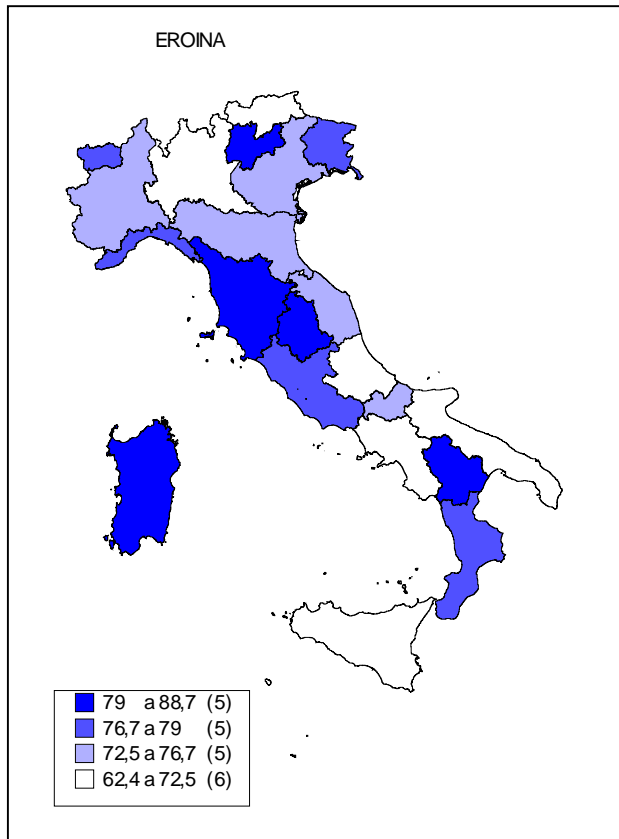 EROINA
79 a 88,7 (5)
76,7 a 79 (5)
72,5 a 76,7 (5)
62,4 a 72,5 (6)